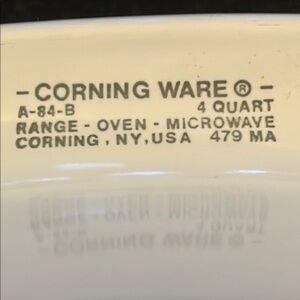 - CORNING WARE ® -
A-84-B 4 QUART
RANGE - OVEN - MICROWAVE
CORNING , NY, USA 479 MA